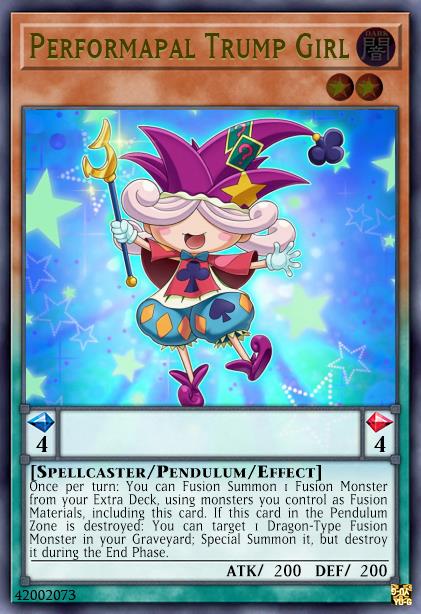 PERFORMAPAL TRUMP GIRL
DARK
闇
? ?
4 4
[SPELLCASTER/PENDULUM/EFFECT]
Once per turn: You can Fusion Summon 1 Fusion Monster
from your Extra Deck, using monsters you control as Fusion
Materials, including this card. If this card in the Pendulum
Zone is destroyed: You can target 1 Dragon-Type Fusion
Monster in your Graveyard; Special Summon it, but destroy
it during the End Phase.
ATK/ 200 DEF/ 200
42002073